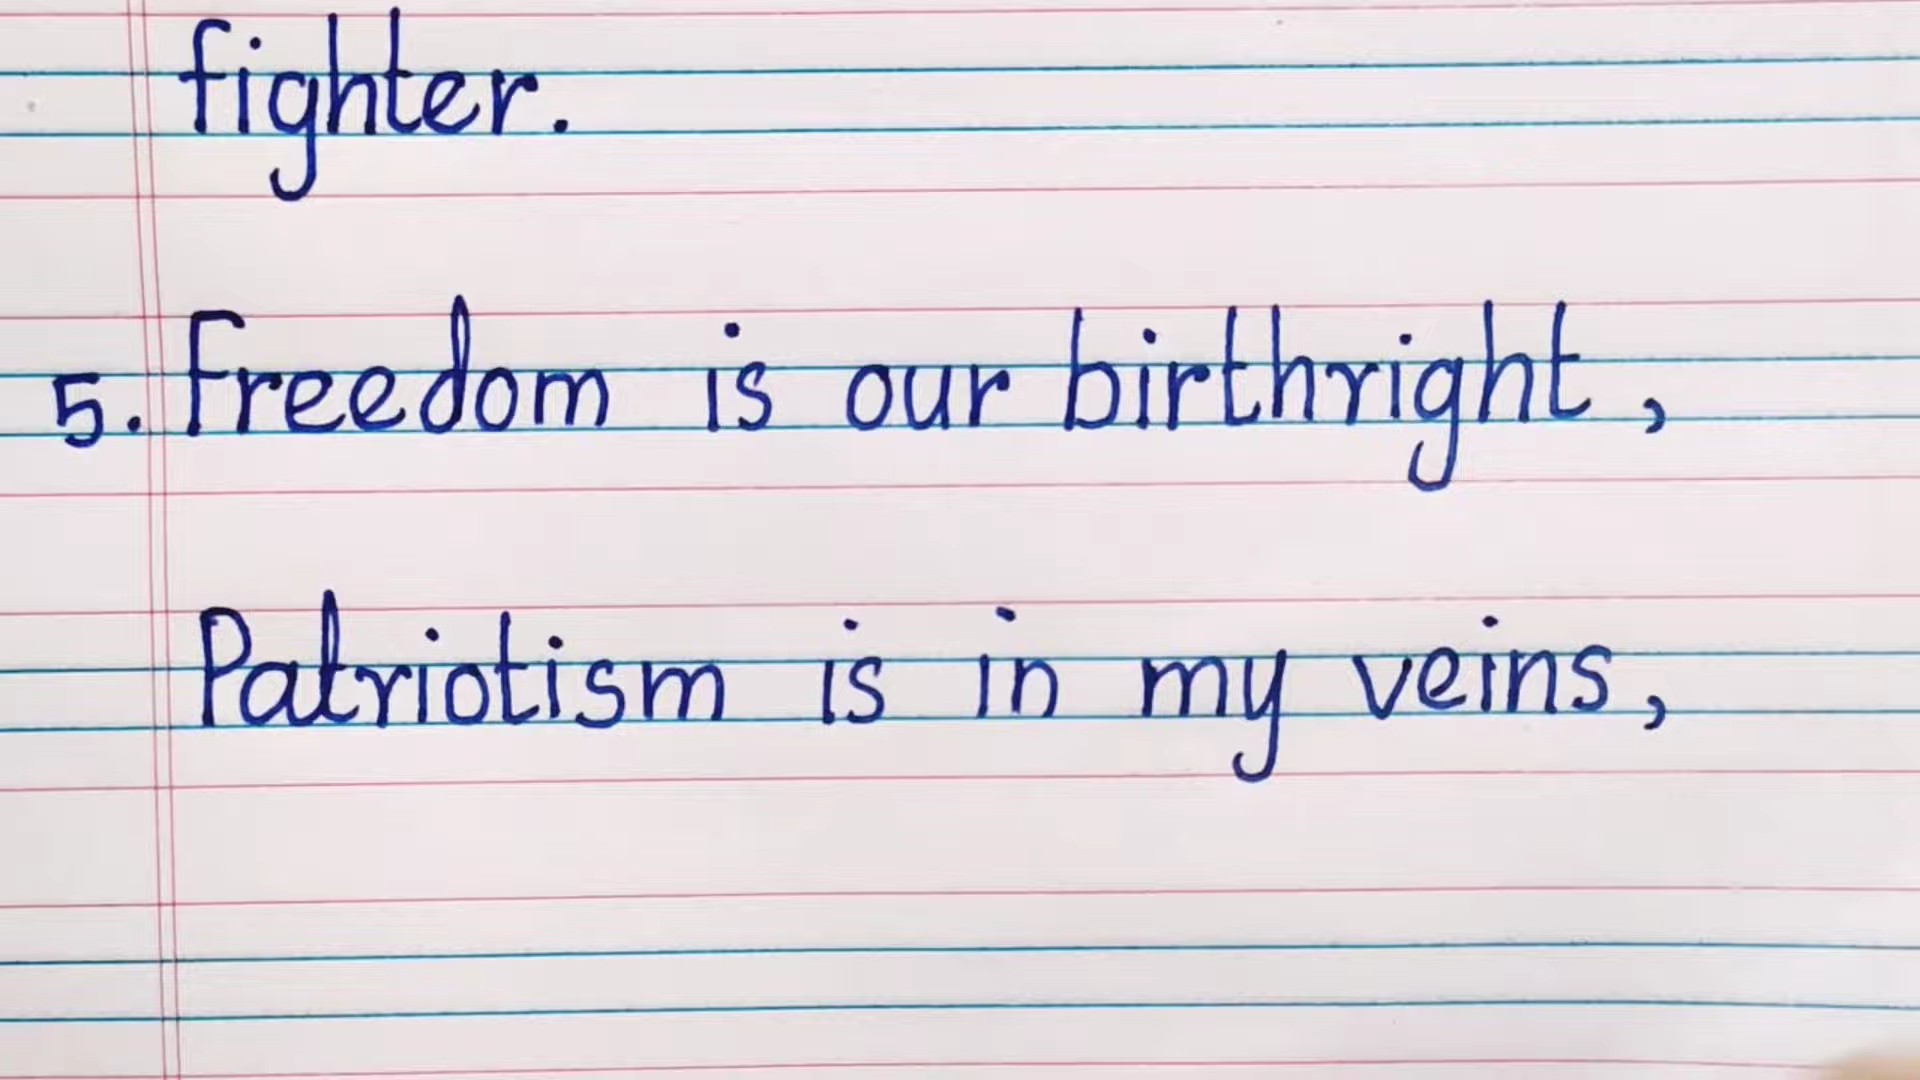 fighter.
5. Freedom is our birthright,
Patriotism is in my veins,